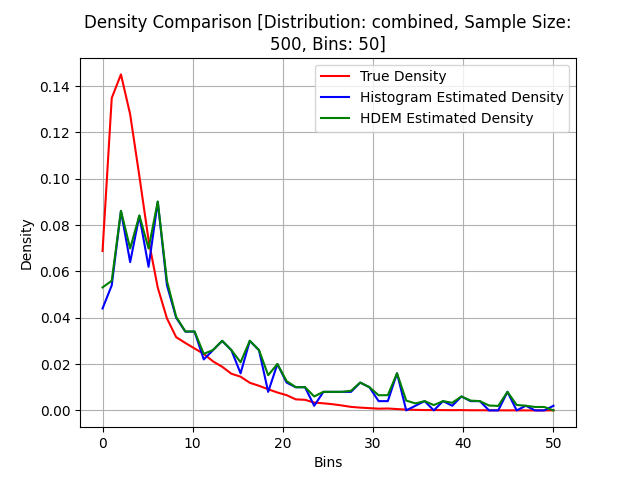 Density Comparison [Distribution: combined, Sample Size:
500, Bins: 50]
True Density
Histogram Estimated Density
HDEM Estimated Density
Density
0.14
0.12
0.10
0.08
0.06
0.04
0.02
0.00
0 10 20 30 40 50
Bins